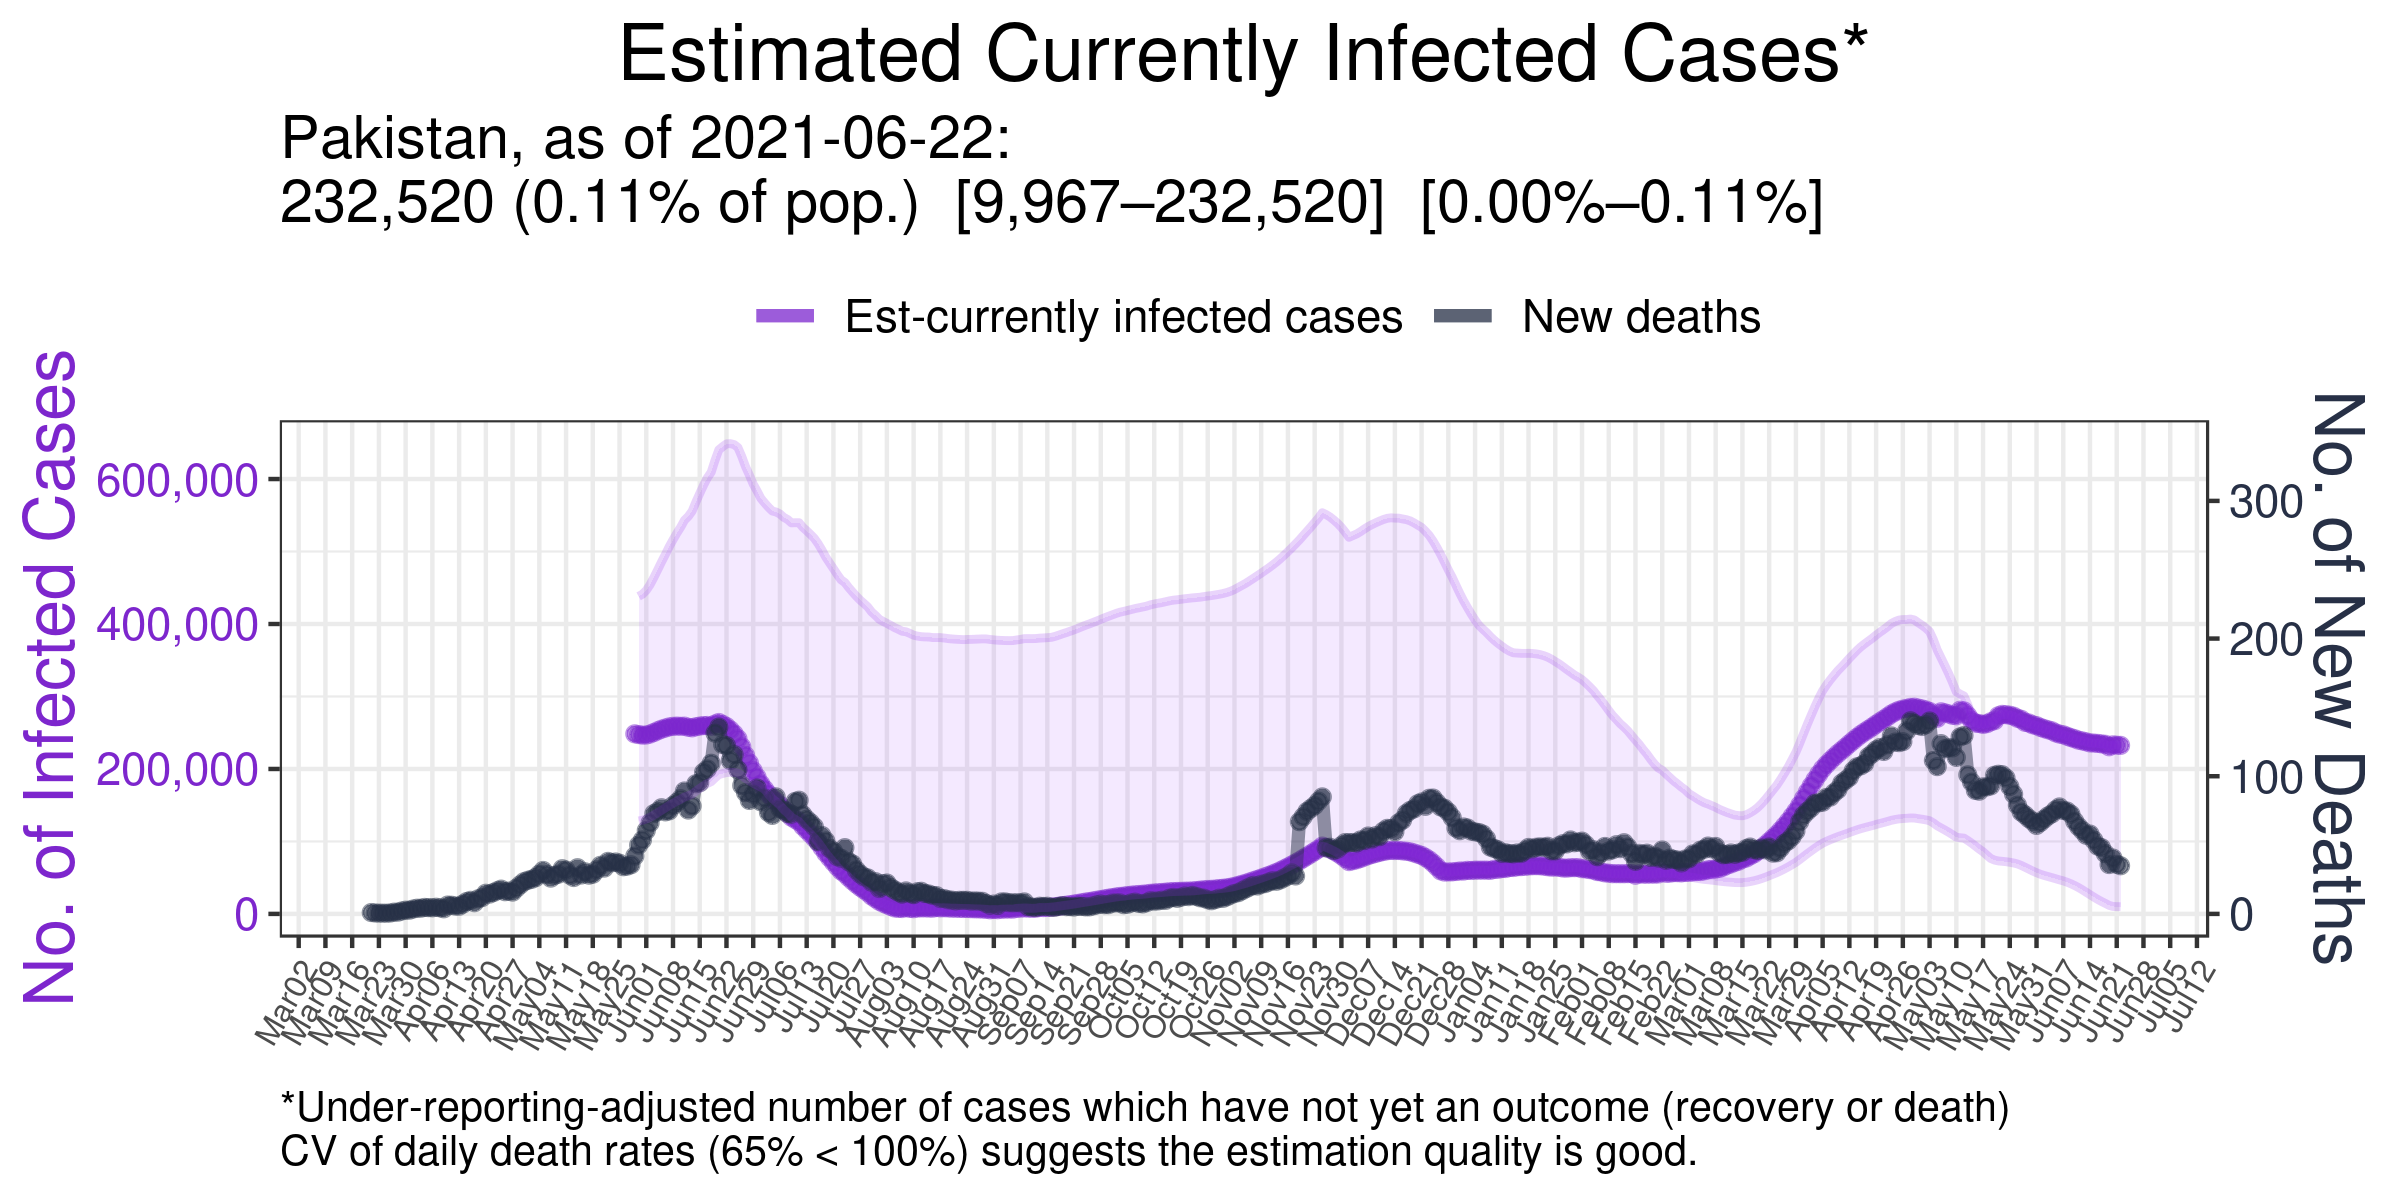 Estimated Currently Infected Cases*
Pakistan, as of 2021-06-22:
232,520 (0.11% of pop.)  [9,967–232,520]  [0.00%–0.11%]
Est-currently infected cases
New deaths
No. of Infected Cases
600,000
400,000
200,000
0
300
200
100
0
No. of New Deaths
Mar02
Mar09
Mar16
Mar23
Mar30
Apr06
Apr13
Apr20
Apr27
May04
May11
May18
May25
Jun01
Jun08
Jun15
Jun22
Jun29
Jul06
Jul13
Jul20
Jul27
Aug03
Aug10
Aug17
Aug24
Aug31
Sep07
Sep14
Sep21
Sep28
Oct05
Oct12
Oct19
Oct26
Nov02
Nov09
Nov16
Nov23
Nov30
Dec07
Dec14
Dec21
Dec28
Jan04
Jan11
Jan18
Jan25
Feb01
Feb08
Feb15
Feb22
Mar01
Mar08
Mar15
Mar22
Mar29
Apr05
Apr12
Apr19
Apr26
May03
May10
May17
May24
May31
Jun07
Jun14
Jun21
Jun28
Jul05
Jul12
*Under-reporting-adjusted number of cases which have not yet an outcome (recovery or death)
CV of daily death rates (65% < 100%) suggests the estimation quality is good.